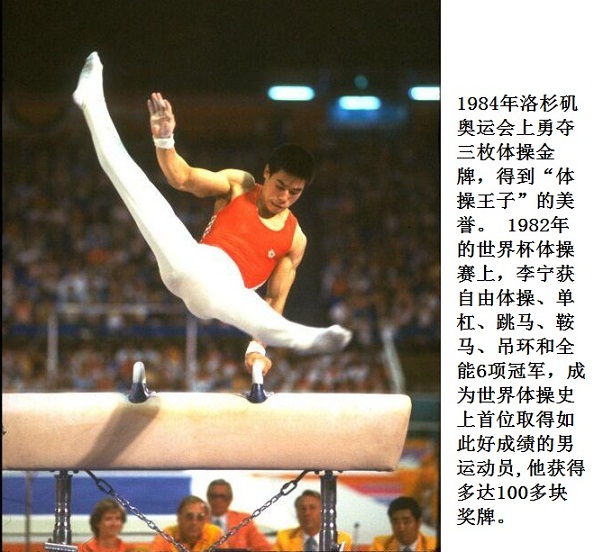 1984年洛杉矶
奥运会上勇夺
三枚体操金
牌，得到“体
操王子”的美
誉。 1982年
的世界杯体操
赛上，李宁获
自由体操、单
杠、跳马、鞍
马、吊环和全
能6项冠军，成
为世界体操史
上首位取得如
此好成绩的男
运动员,他获得
多达100多块
奖牌。